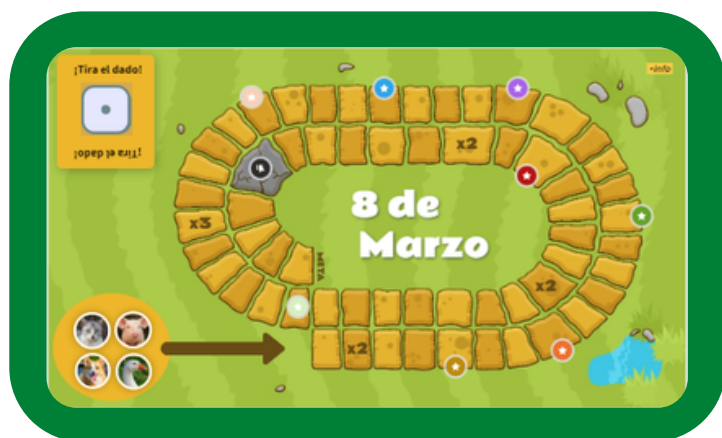 ¡Tira el dado!
¡Tira el dado!
+info
x2
x3
8 de
Marzo
META
x2
x2